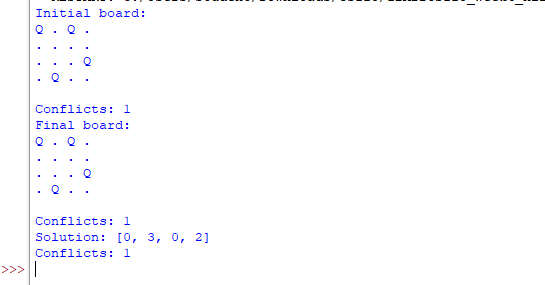 Initial board:
Q . Q .
. . . .
. . . Q
. Q . .
Conflicts: 1
Final board:
Q . Q .
. . . .
. . . Q
. Q . .
Conflicts: 1
Solution: [0, 3, 0, 2]
Conflicts: 1
>>>